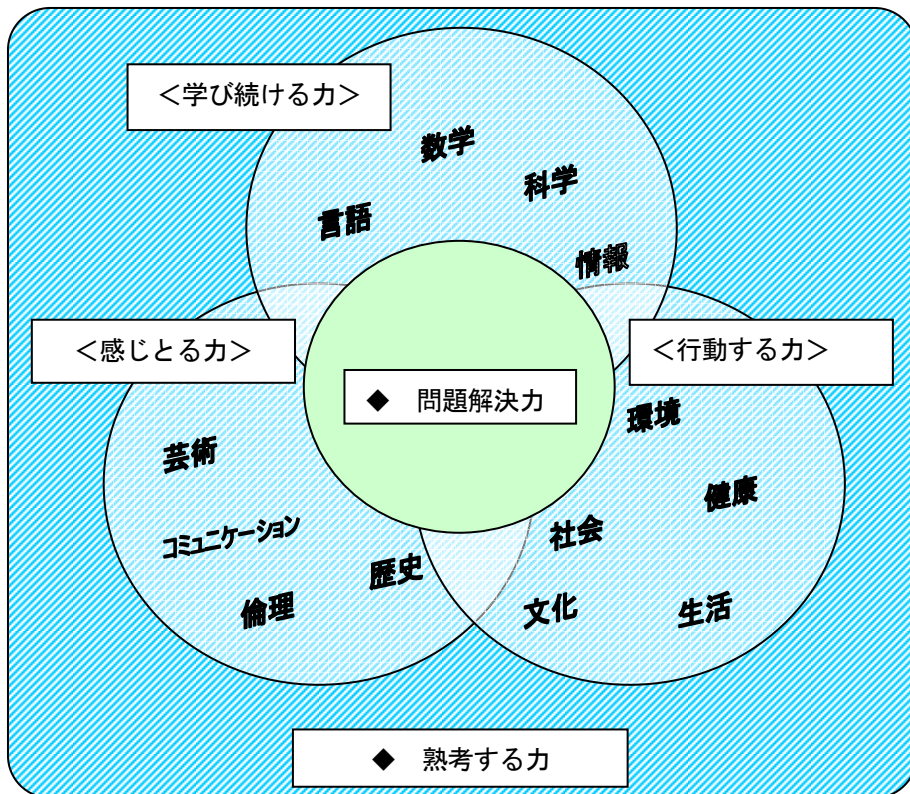 ＜学び続ける力＞
数学
科学
言語
情報
＜感じとる力＞
＜行動する力＞
◆　問題解決力
環境
芸術
健康
コミュニケーション
社会
歴史
倫理
文化
生活
◆　熟考する力